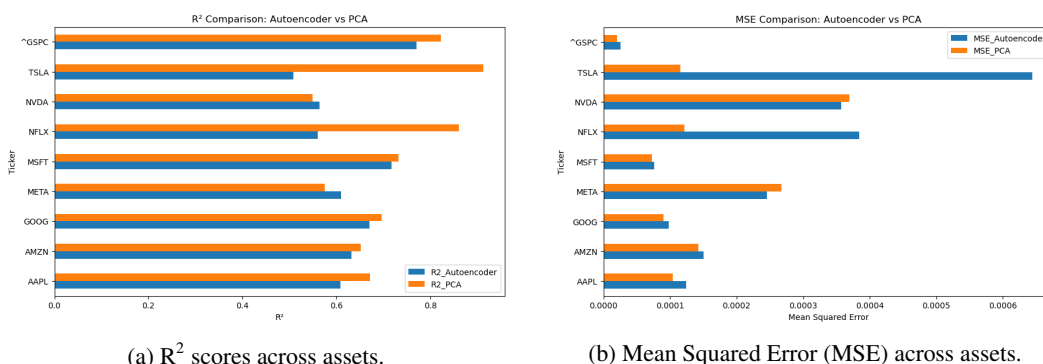 R² Comparison: Autoencoder vs PCA
^GSPC
TSLA
NVDA
NFLX
MSFT
META
GOOG
AMZN
AAPL
Ticker
R2_Autoencoder
R2_PCA
0.0 0.2 0.4 0.6 0.8
R²
(a) R² scores across assets.
MSE Comparison: Autoencoder vs PCA
MSE_Autoencoder
MSE_PCA
^GSPC
TSLA
NVDA
NFLX
MSFT
META
GOOG
AMZN
AAPL
Ticker
0.0000 0.0001 0.0002 0.0003 0.0004 0.0005 0.0006
Mean Squared Error
(b) Mean Squared Error (MSE) across assets.